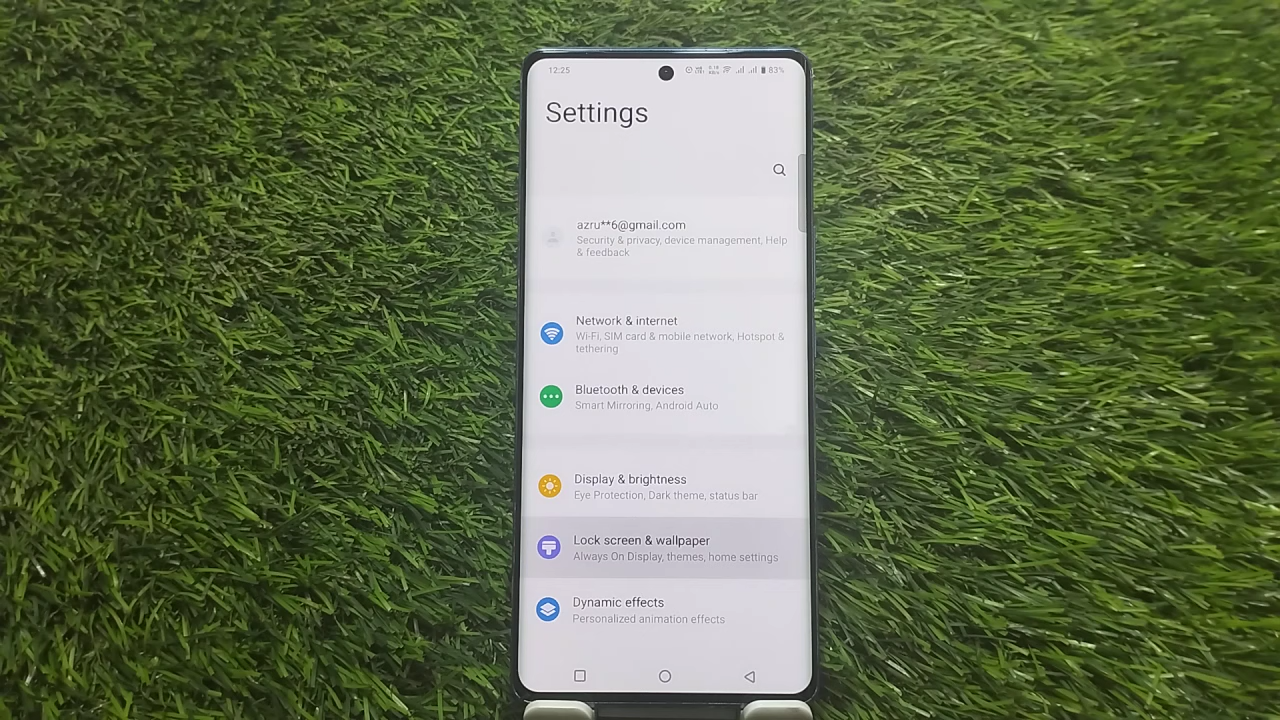 12:25
83%
Settings
azru**6@gmail.com
Security & privacy, device management, Help
& feedback
Network & internet
Wi-Fi, SIM card & mobile network, Hotspot &
tethering
Bluetooth & devices
Smart Mirroring, Android Auto
Display & brightness
Eye Protection, Dark theme, status bar
Lock screen & wallpaper
Always On Display, themes, home settings
Dynamic effects
Personalized animation effects